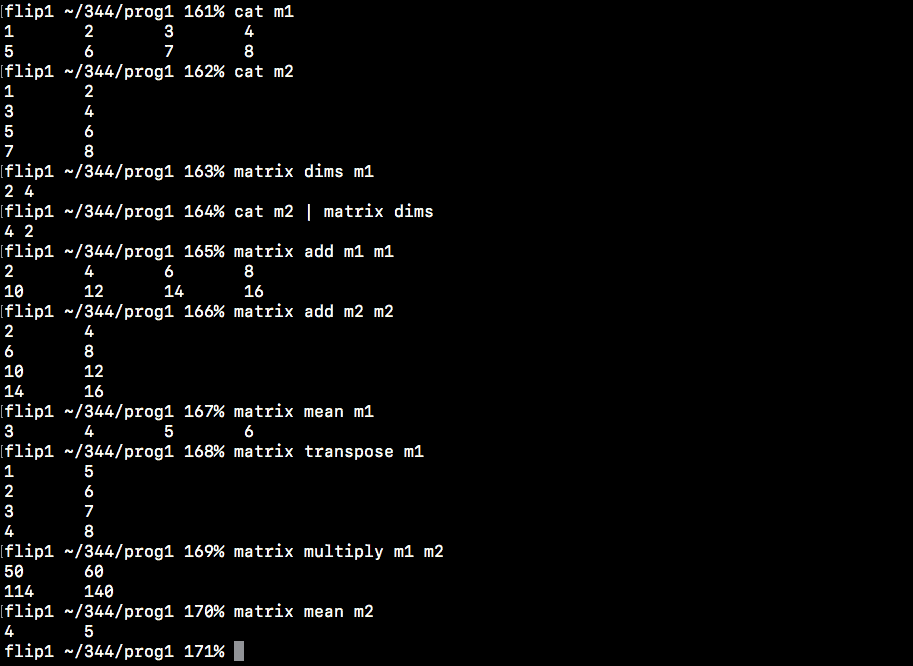 [flip1 ~/344/prog1 161% cat m1
1 2 3 4
5 6 7 8
[flip1 ~/344/prog1 162% cat m2
1 2
3 4
5 6
7 8
[flip1 ~/344/prog1 163% matrix dims m1
2 4
[flip1 ~/344/prog1 164% cat m2 | matrix dims
4 2
[flip1 ~/344/prog1 165% matrix add m1 m1
2 4 6 8
10 12 14 16
[flip1 ~/344/prog1 166% matrix add m2 m2
2 4
6 8
10 12
14 16
[flip1 ~/344/prog1 167% matrix mean m1
3 4 5 6
[flip1 ~/344/prog1 168% matrix transpose m1
1 5
2 6
3 7
4 8
[flip1 ~/344/prog1 169% matrix multiply m1 m2
50 60
114 140
[flip1 ~/344/prog1 170% matrix mean m2
4 5
flip1 ~/344/prog1 171%